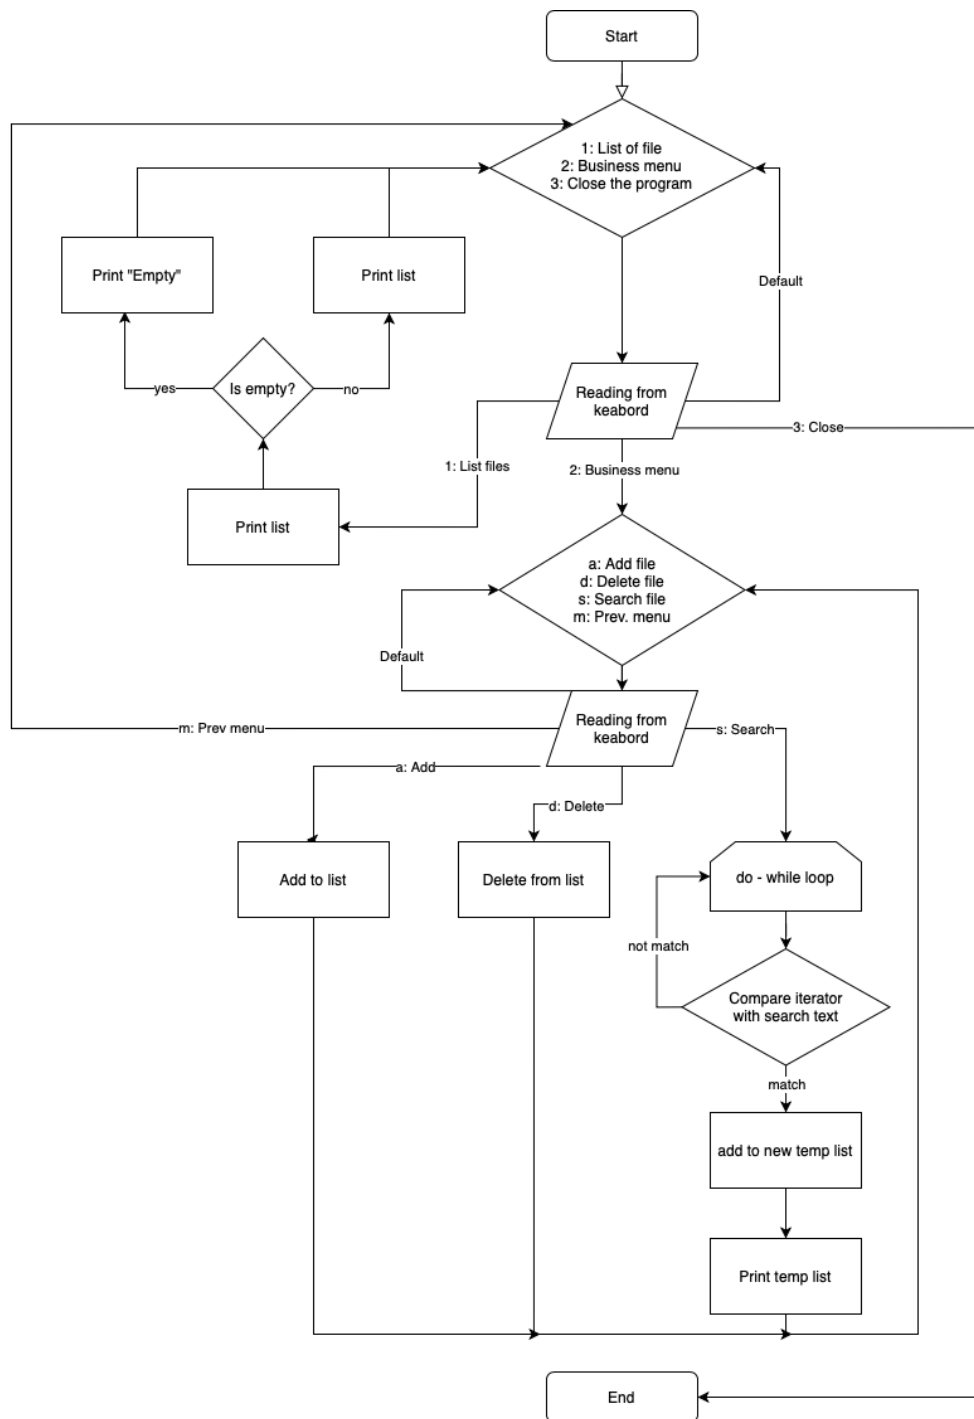 Start
1: List of file
2: Business menu
3: Close the program
Print "Empty"
Print list
Default
Is empty?
yes
no
Reading from
keabord
3: Close
1: List files
2: Business menu
Print list
a: Add file
d: Delete file
s: Search file
m: Prev. menu
Default
Reading from
keabord
m: Prev menu
s: Search
a: Add
d: Delete
Add to list
Delete from list
do - while loop
not match
Compare iterator
with search text
match
add to new temp list
Print temp list
End